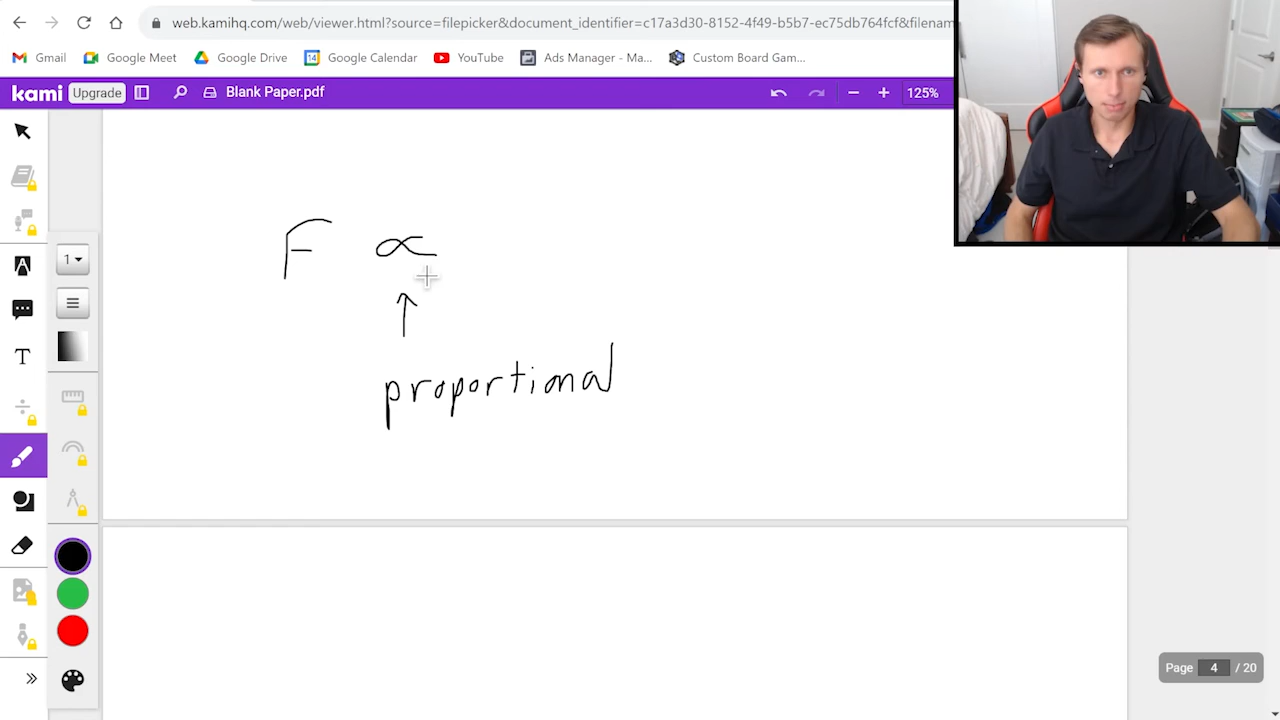 web.kamihq.com/web/viewer.html?source=filepicker&document_identifier=c17a3d30-8152-4f49-b5b7-ec75db764fcf&filenam
Gmail Google Meet 14 Google Calendar Google Drive YouTube Ads Manager - Ma... Custom Board Gam...
kami Upgrade Blank Paper.pdf 125%
A
T
1
F ∝
↑
proportional
Page 4 / 20